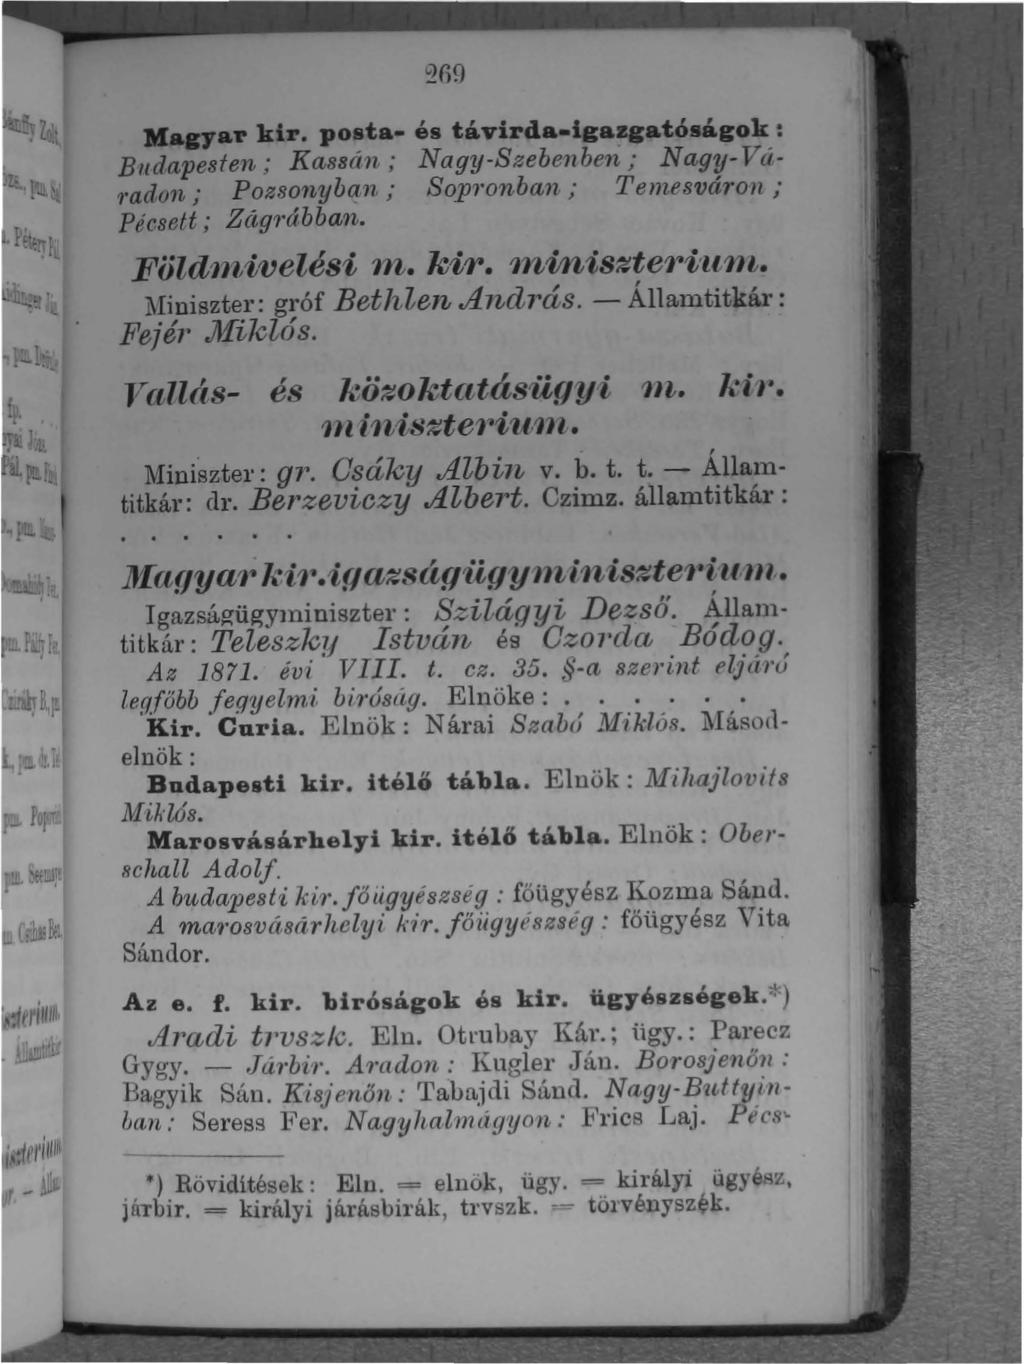 269
Magyar kir. posta- és távirda-igazgatóságok:
Budapesten; Kassán; Nagy-Szebenben; Nagy-Vá-
radon; Pozsonyban; Sopronban; Temesváron;
Pécsett; Zágrábban.
Földmivelési m. kir. miniszterium.
Miniszter: gróf Bethlen András. — Államtitkár:
Fejér Miklós.
Vallás- és közoktatásügyi m. kir.
miniszterium.
Miniszter: gr. Csáky Albin v. b. t. t. — Állam-
titkár: dr. Berzeviczy Albert. Czimz. államtitkár:
. . . . . .
Magyar kir. igazságügyminiszterium.
Igazságügyminiszter: Szilágyi Dezső. Állam-
titkár: Teleszky István és Czorda Bódog.
Az 1871. évi VIII. t. cz. 35. §-a szerint eljáró
legfőbb fegyelmi biróság. Elnöke: . . . . . .
Kir. Curia. Elnök: Nárai Szabó Miklós. Másod-
elnök:
Budapesti kir. itélő tábla. Elnök: Mihajlovits
Miklós.
Marosvásárhelyi kir. itélő tábla. Elnök: Ober-
schall Adolf.
A budapesti kir. főügyészség: főügyész Kozma Sánd.
A marosvásárhelyi kir. főügyészség: főügyész Vita
Sándor.
Az e. f. kir. biróságok és kir. ügyészségek.*)
Aradi trvszk. Eln. Otrubay Kár.; ügy.: Parecz
Gygy. — Járbir. Aradon: Kugler Ján. Borosjenőn:
Bagyik Sán. Kisjenőn: Tabajdi Sánd. Nagy-Buttyin-
ban: Seress Fer. Nagyhalmágyon: Frics Laj. Pécs-
*) Rövidítések: Eln. = elnök, ügy. = királyi ügyész,
járbir. = királyi járásbirák, trvszk. = törvényszék.